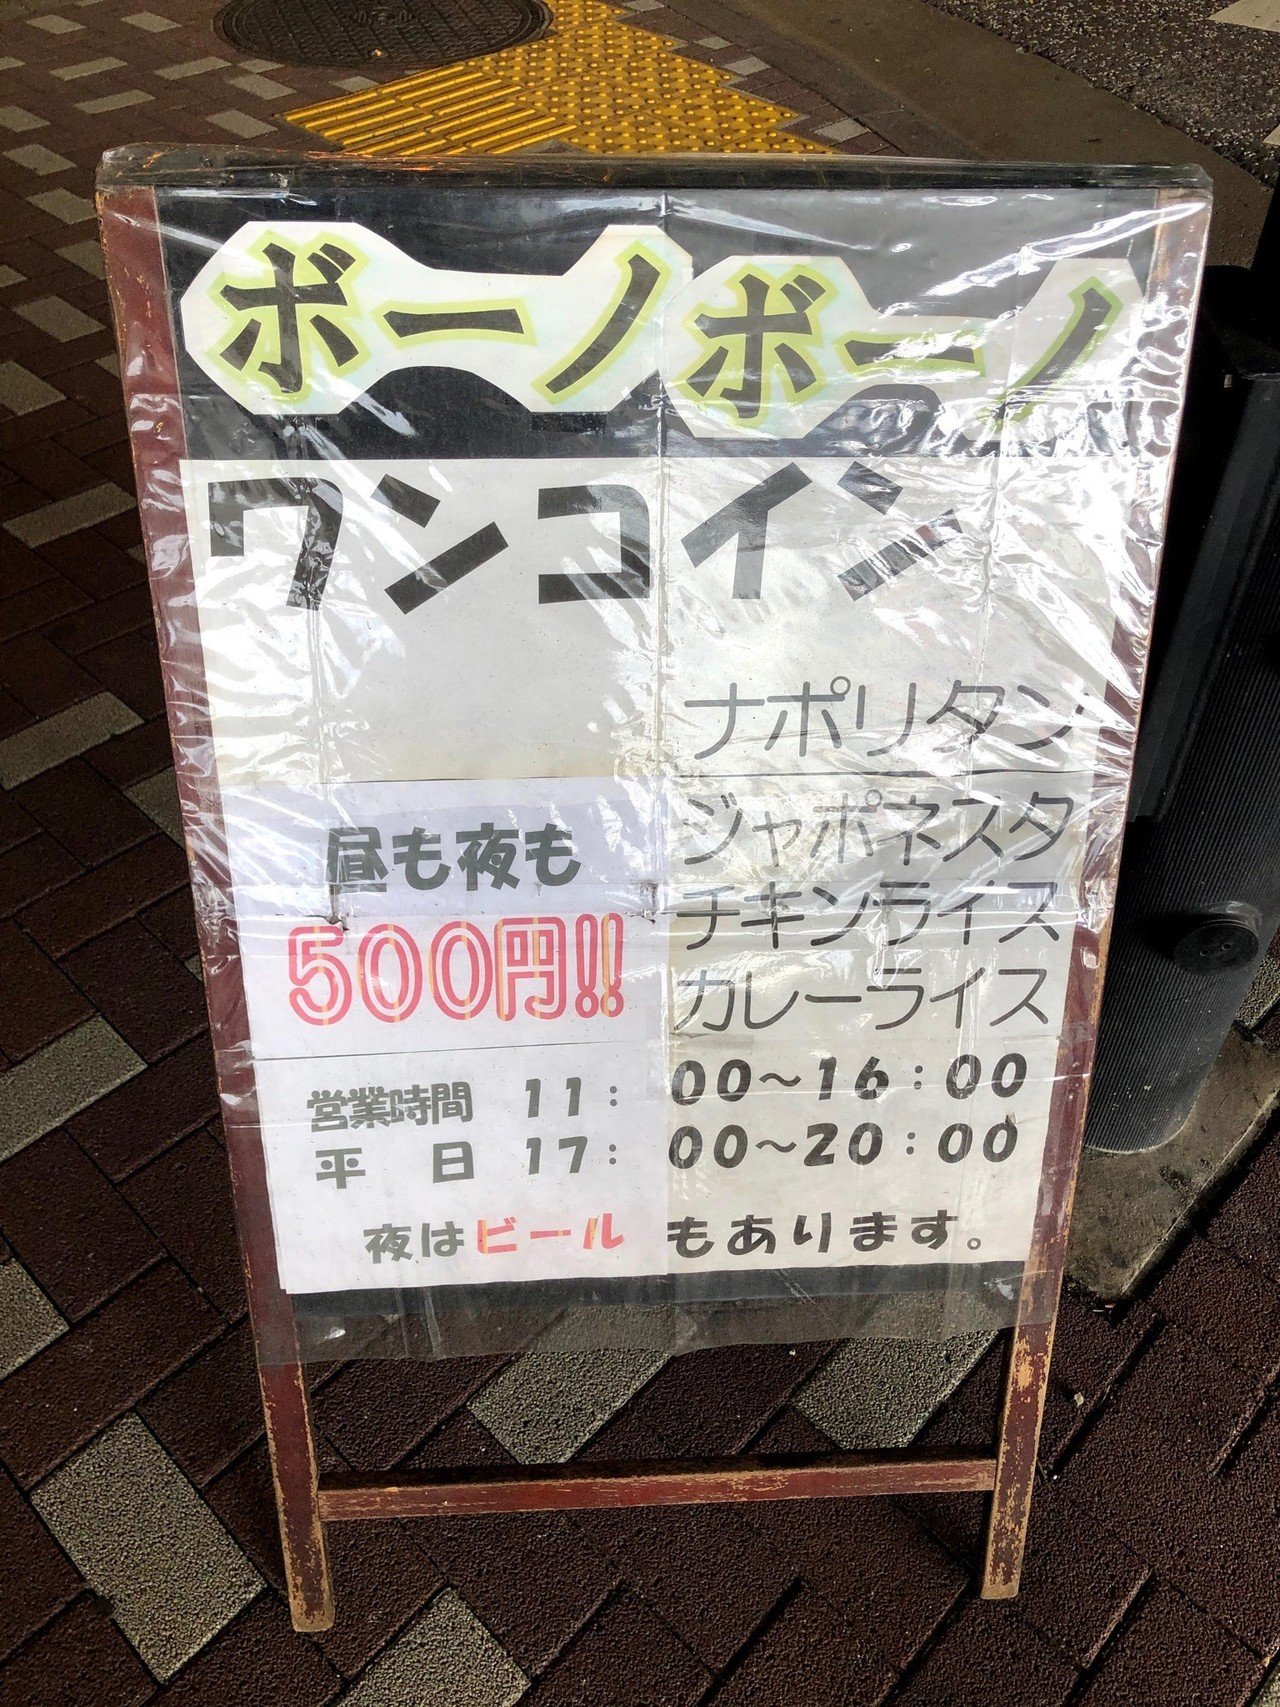 ボーノボーノ
ワンコイン
ナポリタン
ジャポネスタ
チキンライス
カレーライス
昼も夜も
500円!!
営業時間 11:00〜16:00
平 日 17:00〜20:00
夜はビールもあります。